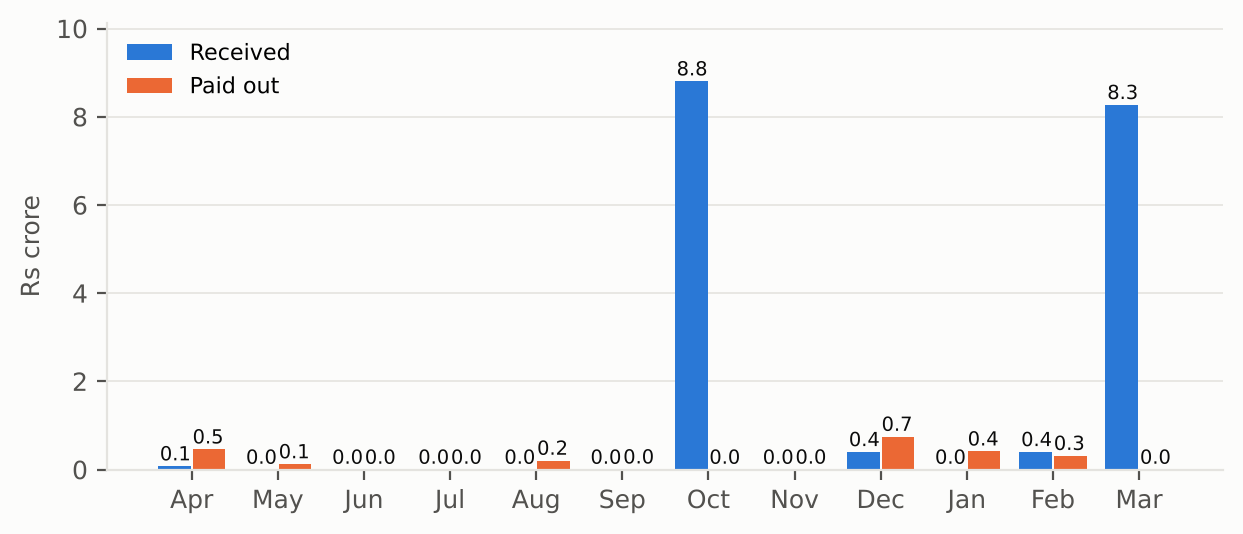 10
8
6
4
2
0
Rs crore
Received
Paid out
0.1 0.5 0.0 0.1 0.0 0.0 0.0 0.0 0.0 0.2 0.0 0.0 8.8 0.0 0.0 0.0 0.4 0.7 0.0 0.4 0.4 0.3 8.3 0.0
Apr May Jun Jul Aug Sep Oct Nov Dec Jan Feb Mar